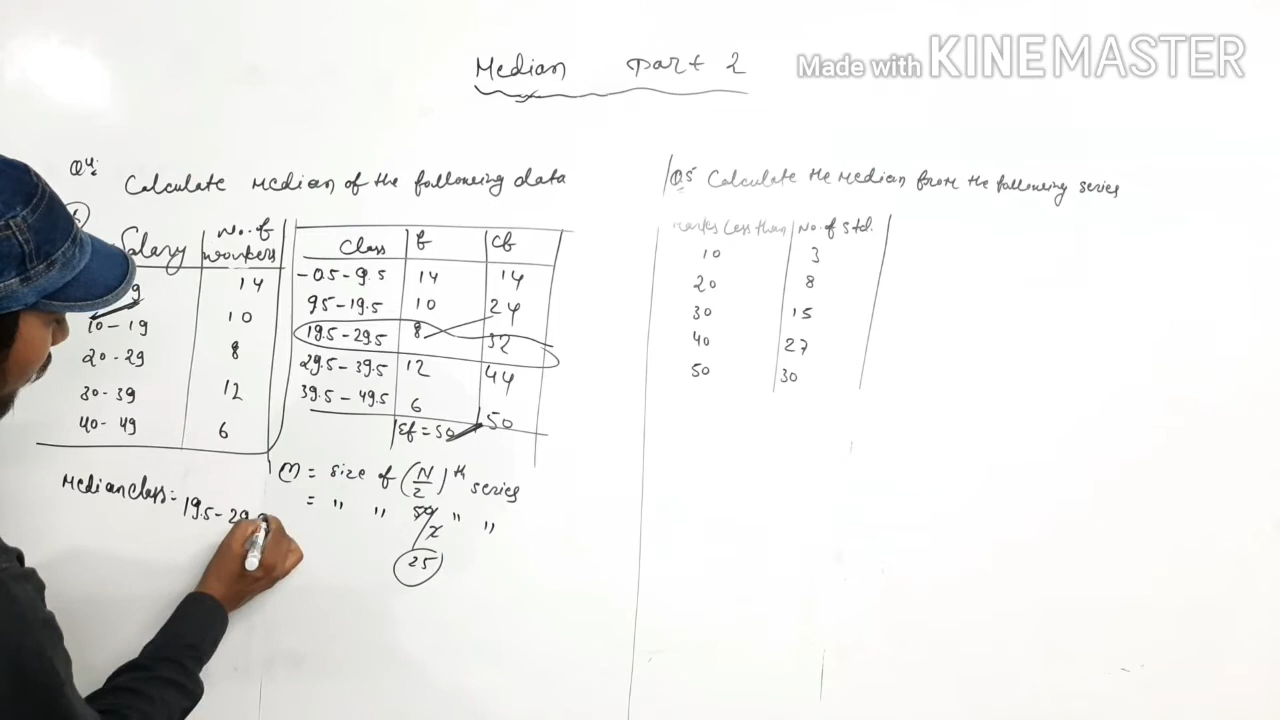 Made with KINEMASTER
Median Part 2
Q4.
Calculate Median of the following data
Salary No. of workers
9 14
10-19 10
20-29 8
30-39 12
40-49 6
Class f Cf
-0.5-9.5 14 14
9.5-19.5 10 24
19.5-29.5 8 32
29.5-39.5 12 44
39.5-49.5 6 50
Σf = 50
Median class = 19.5-29
M = size of (N/2)th series
= " " 50/2 " "
25
Q5 Calculate the Median from the following series
Marks Less than No. of Std.
10 3
20 8
30 15
40 27
50 30